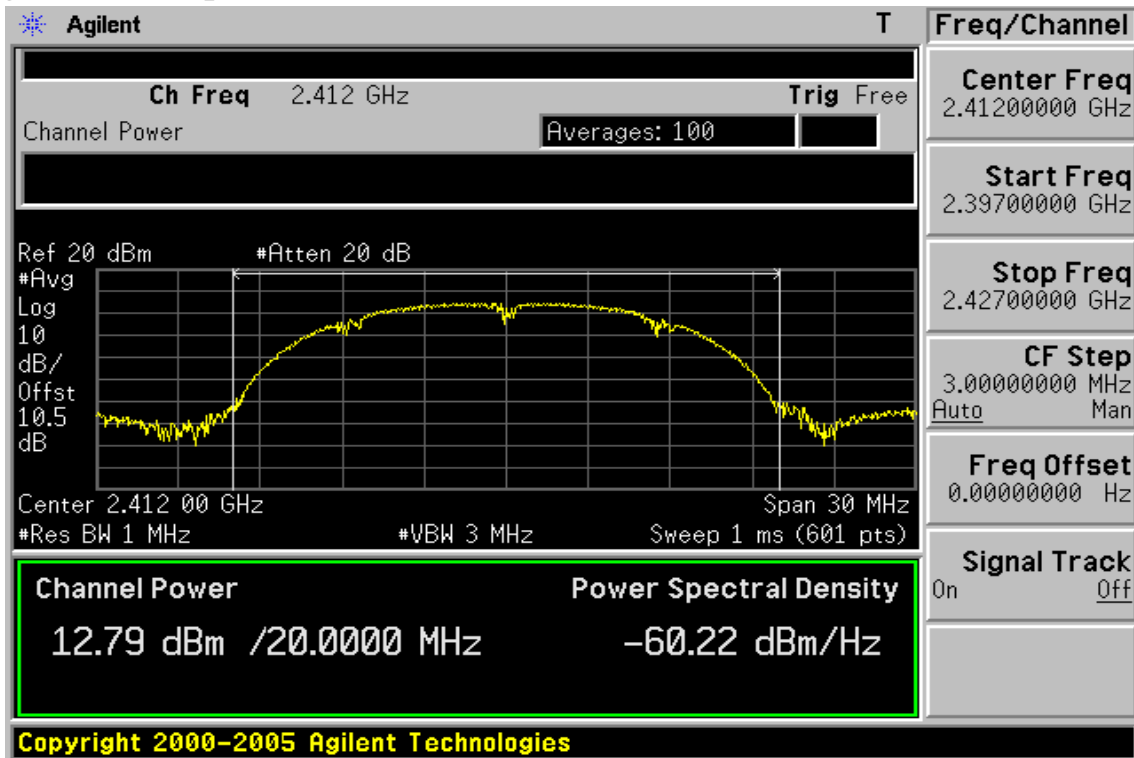 Agilent T Freq/Channel
Ch Freq 2.412 GHz Trig Free
Channel Power Averages: 100
Ref 20 dBm #Atten 20 dB
#Avg
Log
10
dB/
Offst
10.5
dB
Center 2.412 00 GHz Span 30 MHz
#Res BW 1 MHz #VBW 3 MHz Sweep 1 ms (601 pts)
Channel Power Power Spectral Density
12.79 dBm /20.0000 MHz -60.22 dBm/Hz
Copyright 2000-2005 Agilent Technologies
Center Freq
2.41200000 GHz
Start Freq
2.39700000 GHz
Stop Freq
2.42700000 GHz
CF Step
3.00000000 MHz
Auto Man
Freq Offset
0.00000000 Hz
Signal Track
On Off